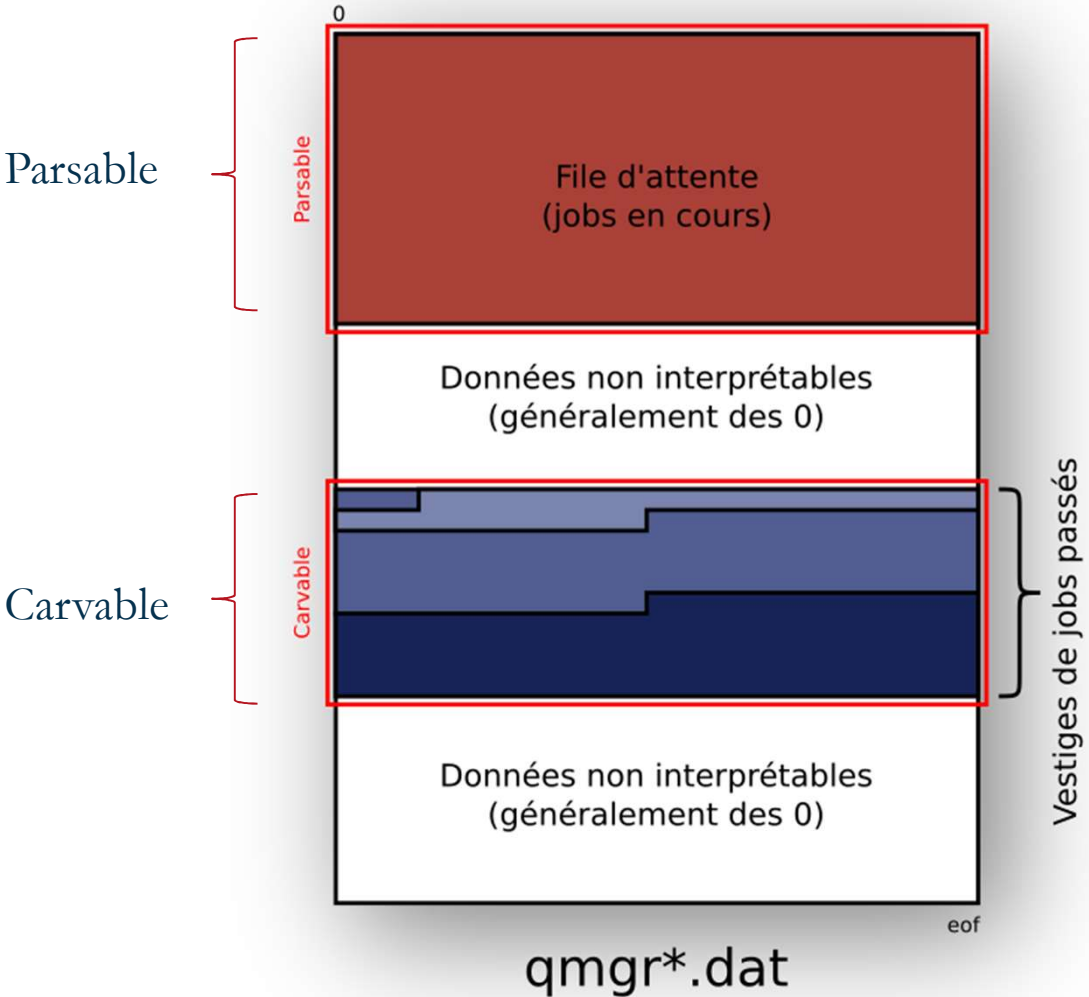 0
Parsable
Parsable
File d'attente
(jobs en cours)
Données non interprétables
(généralement des 0)
Carvable
Carvable
Vestiges de jobs passsés
Données non interprétables
(généralement des 0)
eof
qmgr*.dat